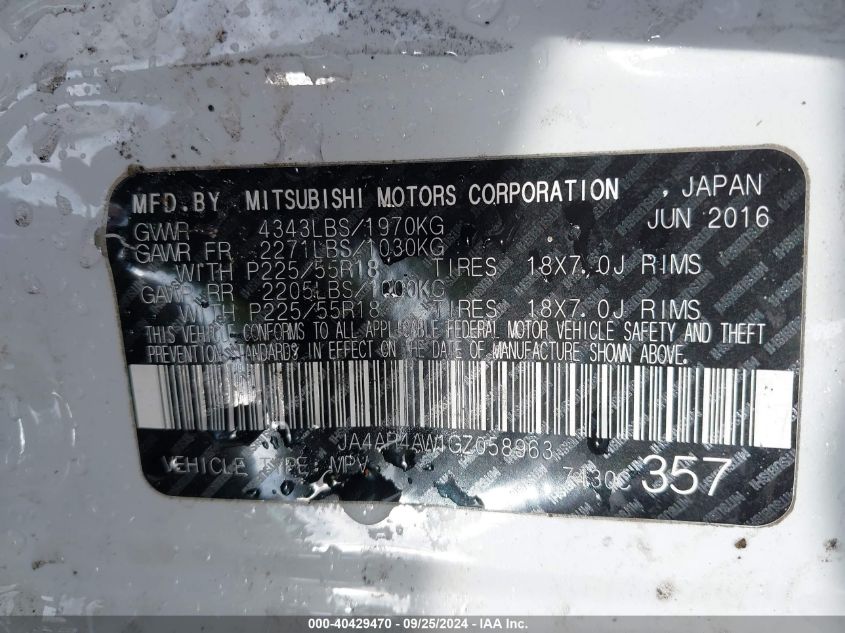 MFD.BY MITSUBISHI MOTORS CORPORATION , JAPAN
GVWR 4343LBS/1970KG JUN 2016
GAWR FR 2271LBS/1030KG
WITH P225/55R18 TIRES 18X7.0J RIMS
GAWR RR 2205LBS/1000KG
WITH P225/55R18 TIRES 18X7.0J RIMS
THIS VEHICLE CONFORMS TO ALL APPLICABLE FEDERAL MOTOR VEHICLE SAFETY AND THEFT
PREVENTION STANDARDS IN EFFECT ON THE DATE OF MANUFACTURE SHOWN ABOVE.
VEHICLE TYPE: MPV 357
000-40429470 - 09/25/2024 - IAA Inc.